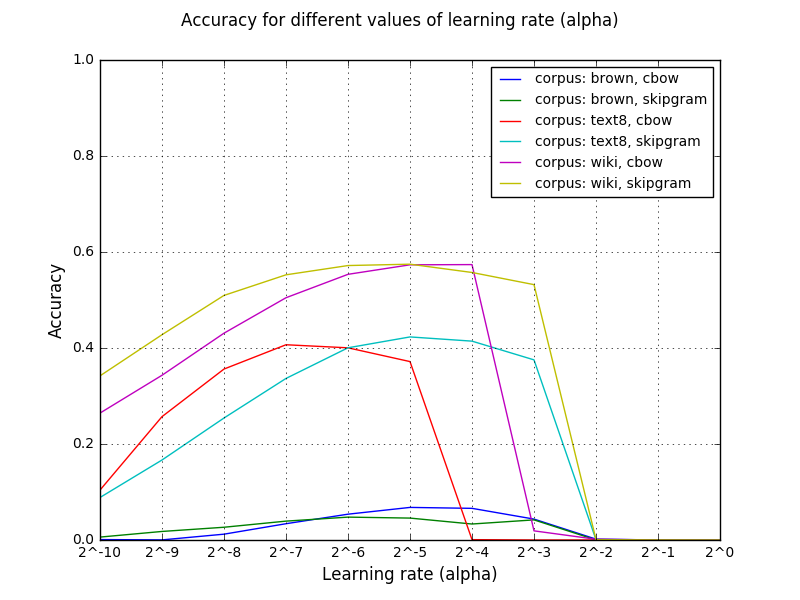 Accuracy for different values of learning rate (alpha)
1.0
0.8
0.6
0.4
0.2
0.0
Accuracy
corpus: brown, cbow
corpus: brown, skipgram
corpus: text8, cbow
corpus: text8, skipgram
corpus: wiki, cbow
corpus: wiki, skipgram
2^-10 2^-9 2^-8 2^-7 2^-6 2^-5 2^-4 2^-3 2^-2 2^-1 2^0
Learning rate (alpha)